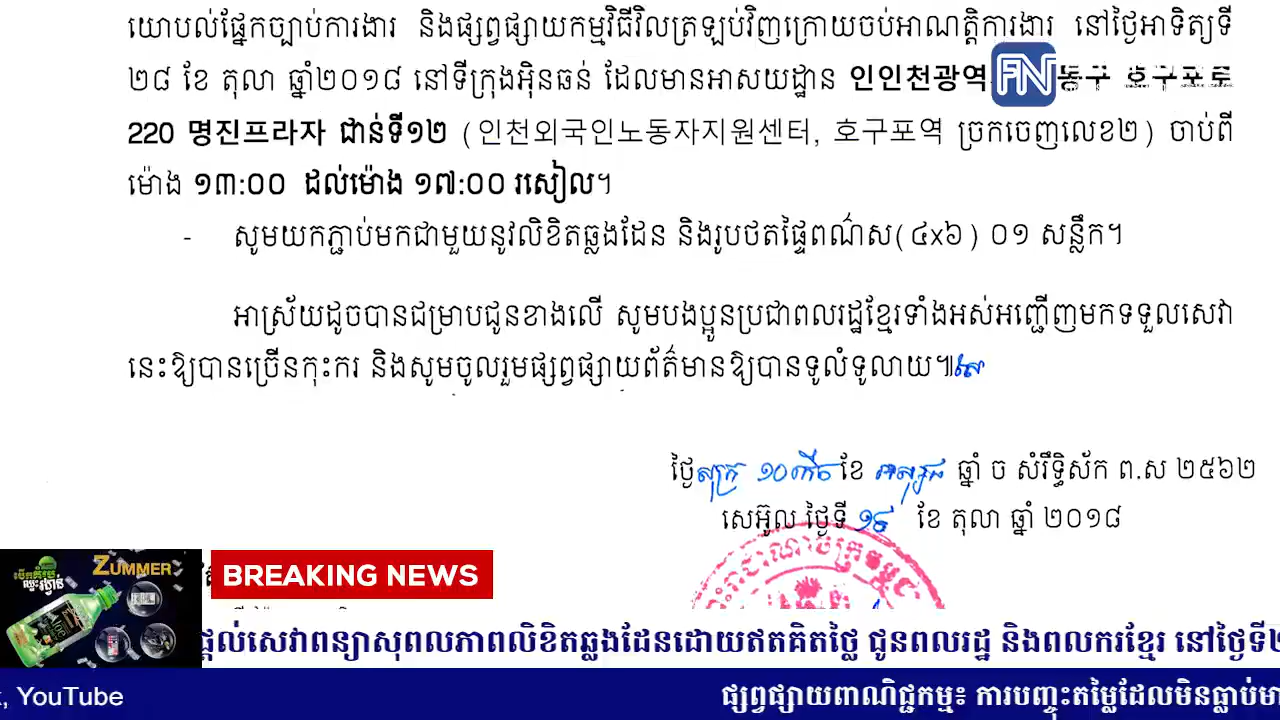 យោបល់ផ្នែកច្បាប់ការងារ និងផ្សព្វផ្សាយកម្មវិធីវិលត្រឡប់វិញក្រោយចប់អាណត្តិការងារ នៅថ្ងៃអាទិត្យទី
២៨ ខែ តុលា ឆ្នាំ២០១៨ នៅទីក្រុងអ៊ិនឆន់ ដែលមានអាសយដ្ឋាន 인인천광역 동구 호구포로
220 명진프라자 ជាន់ទី១២ (인천외국인노동자지원센터, 호구포역 ច្រកចេញលេខ២) ចាប់ពី
ម៉ោង ១៣:០០ ដល់ម៉ោង ១៧:០០ រសៀល។
- សូមយកភ្ជាប់មកជាមួយនូវលិខិតឆ្លងដែន និងរូបថតផ្ទៃពណ៌ស(៤x៦) ០១ សន្លឹក។
អាស្រ័យដូចបានជម្រាបជូនខាងលើ សូមបងប្អូនប្រជាពលរដ្ឋខ្មែរទាំងអស់អញ្ជើញមកទទួលសេវា
នេះឱ្យបានច្រើនកុះករ និងសូមចូលរួមផ្សព្វផ្សាយព័ត៌មានឱ្យបានទូលំទូលាយ៕
ថ្ងៃសុក្រ ១០កើត ខែ អស្សុជ ឆ្នាំ ច សំរឹទ្ធិស័ក ព.ស ២៥៦២
សេអ៊ូល ថ្ងៃទី ១៩ ខែ តុលា ឆ្នាំ ២០១៨
ZUMMER
BREAKING NEWS
ផ្តល់សេវាពន្យាសុពលភាពលិខិតឆ្លងដែនដោយឥតគិតថ្លៃ ជូនពលរដ្ឋ និងពលករខ្មែរ នៅថ្ងៃទី២
, YouTube
ផ្សព្វផ្សាយពាណិជ្ជកម្ម៖ ការបញ្ចុះតម្លៃដែលមិនធ្លាប់មា